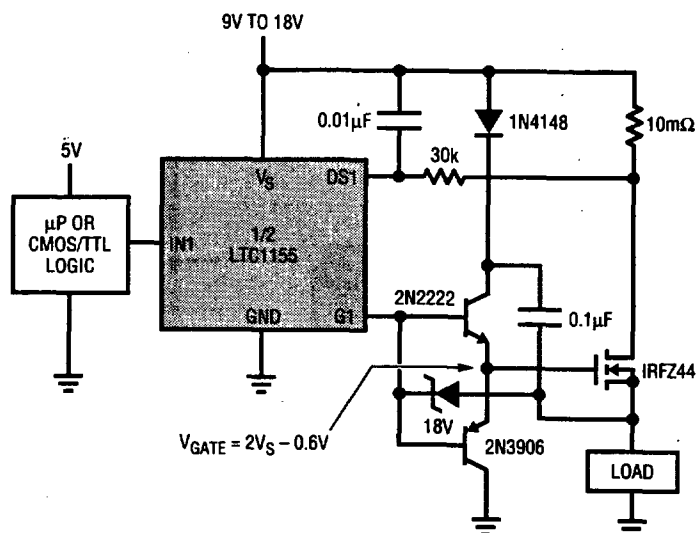 9V TO 18V
0.01µF
1N4148
10mΩ
5V
30k
VS
DS1
µP OR
CMOS/TTL
LOGIC
IN1
1/2
LTC1155
GND
G1
2N2222
0.1µF
IRFZ44
18V
VGATE = 2VS – 0.6V
2N3906
LOAD